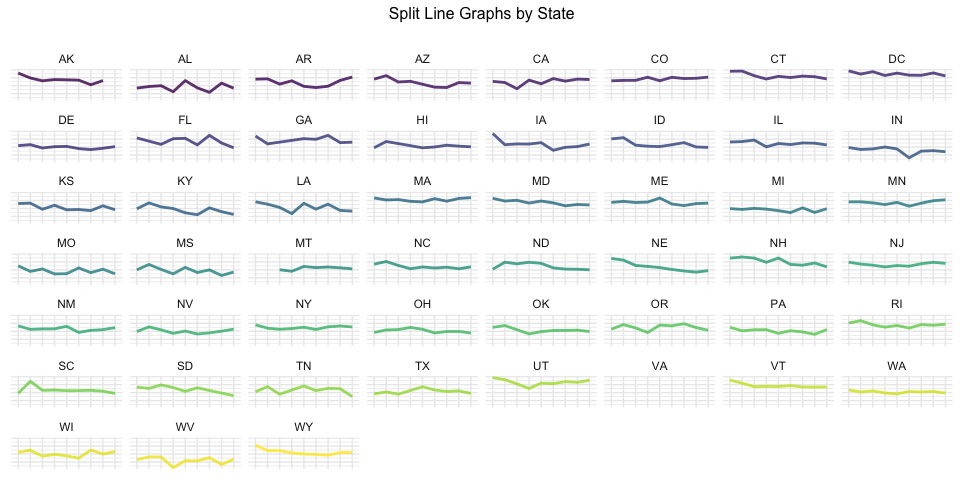 Split Line Graphs by State
AK AL AR AZ CA CO CT DC
DE FL GA HI IA ID IL IN
KS KY LA MA MD ME MI MN
MO MS MT NC ND NE NH NJ
NM NV NY OH OK OR PA RI
SC SD TN TX UT VA VT WA
WI WV WY